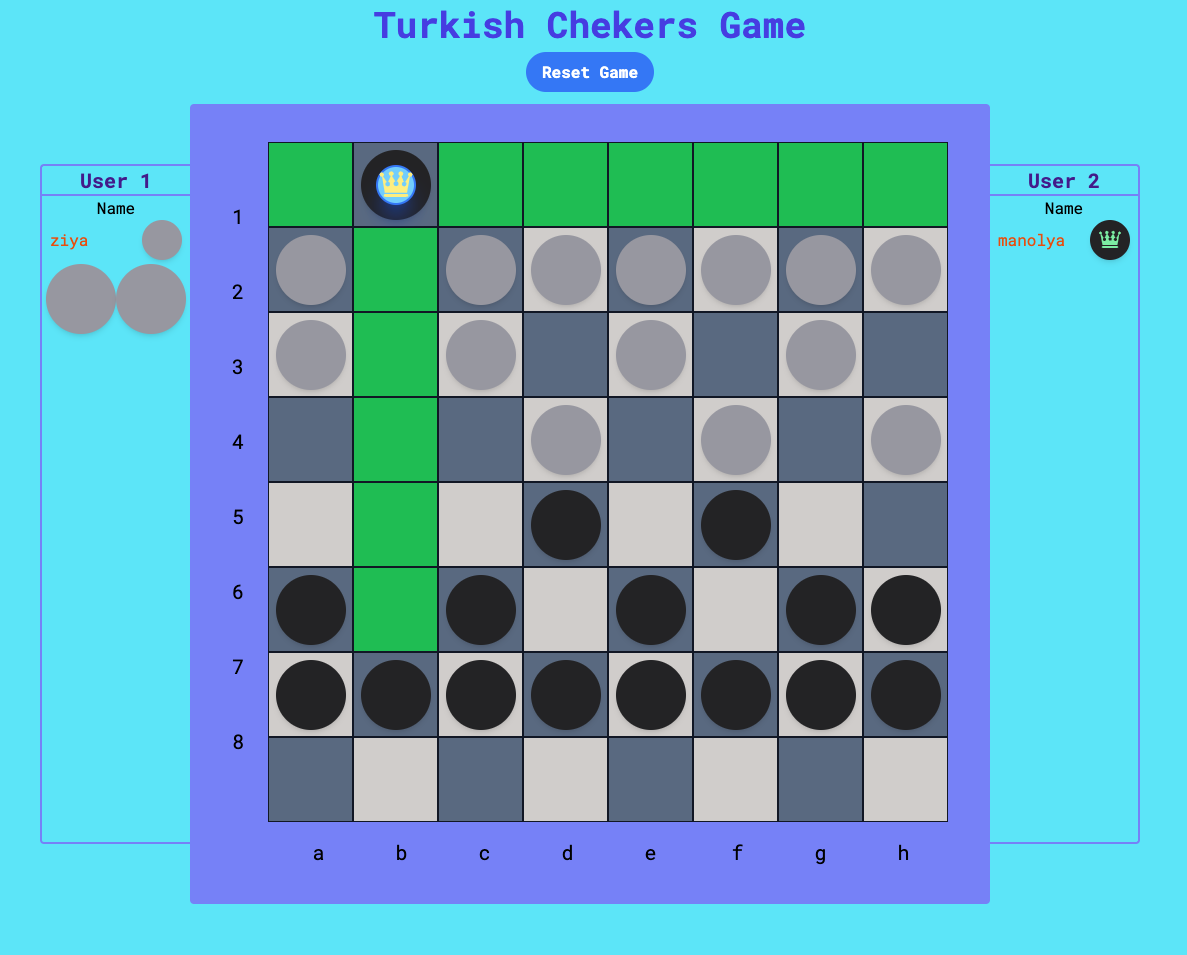 Turkish Chekers Game
Reset Game
User 1
Name
ziya
User 2
Name
manolya
1
2
3
4
5
6
7
8
a b c d e f g h